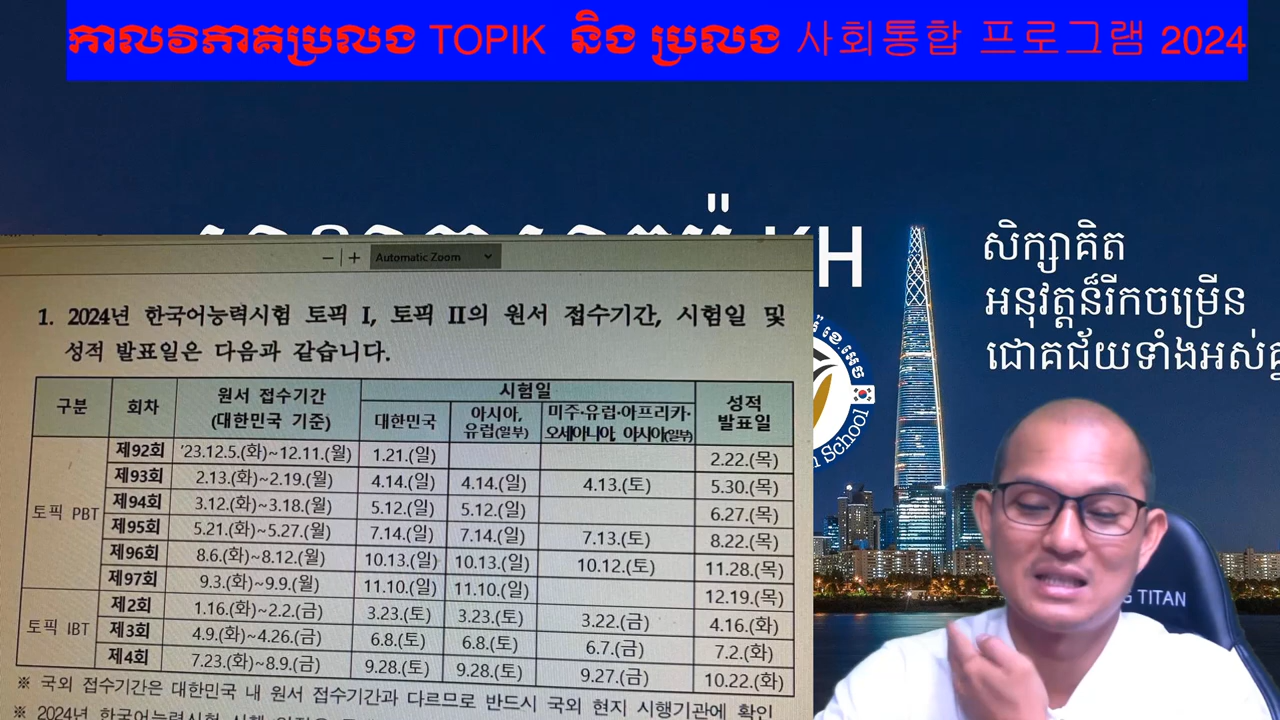 កាលវិភាគប្រលង TOPIK និង ប្រលង 사회통합 프로그램 2024
KH
សិក្សាគិត
អនុវត្តន៏រីកចម្រើន
ជោគជ័យទាំងអស់គ្នា
School
TITAN
− | + Automatic Zoom
1. 2024년 한국어능력시험 토픽 I, 토픽 II의 원서 접수기간, 시험일 및
성적 발표일은 다음과 같습니다.
구분 회차 원서 접수기간 (대한민국 기준) 시험일 성적 발표일
대한민국 아시아, 유럽(일부) 미주·유럽·아프리카· 오세아니아, 아시아(일부)
토픽 PBT
제92회 '23.12.5.(화)~12.11.(월) 1.21.(일) 2.22.(목)
제93회 2.13.(화)~2.19.(월) 4.14.(일) 4.14.(일) 4.13.(토) 5.30.(목)
제94회 3.12.(화)~3.18.(월) 5.12.(일) 5.12.(일) 6.27.(목)
제95회 5.21.(화)~5.27.(월) 7.14.(일) 7.14.(일) 7.13.(토) 8.22.(목)
제96회 8.6.(화)~8.12.(월) 10.13.(일) 10.13.(일) 10.12.(토) 11.28.(목)
제97회 9.3.(화)~9.9.(월) 11.10.(일) 11.10.(일) 12.19.(목)
토픽 IBT
제2회 1.16.(화)~2.2.(금) 3.23.(토) 3.23.(토) 3.22.(금) 4.16.(화)
제3회 4.9.(화)~4.26.(금) 6.8.(토) 6.8.(토) 6.7.(금) 7.2.(화)
제4회 7.23.(화)~8.9.(금) 9.28.(토) 9.28.(토) 9.27.(금) 10.22.(화)
※ 국외 접수기간은 대한민국 내 원서 접수기간과 다르므로 반드시 국외 현지 시행기관에 확인
※ 2024년 한국어능력시험 시행